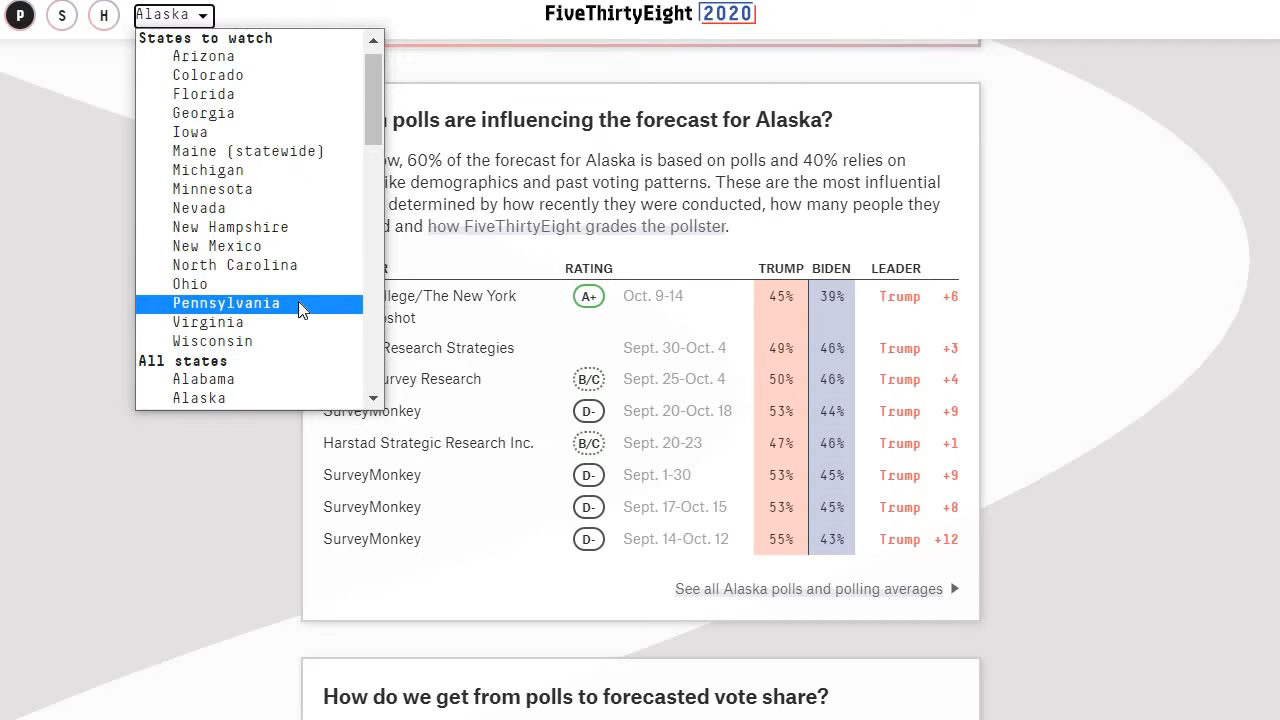 P S H Alaska
FiveThirtyEight 2020
States to watch
Arizona
Colorado
Florida
Georgia
Iowa
Maine (statewide)
Michigan
Minnesota
Nevada
New Hampshire
New Mexico
North Carolina
Ohio
Pennsylvania
Virginia
Wisconsin
All states
Alabama
Alaska
polls are influencing the forecast for Alaska?
60% of the forecast for Alaska is based on polls and 40% relies on
demographics and past voting patterns. These are the most influential
determined by how recently they were conducted, how many people they
and how FiveThirtyEight grades the pollster.
RATING TRUMP BIDEN LEADER
/The New York A+ Oct. 9-14 45% 39% Trump +6
Research Strategies Sept. 30-Oct. 4 49% 46% Trump +3
Research B/C Sept. 25-Oct. 4 50% 46% Trump +4
SurveyMonkey D- Sept. 20-Oct. 18 53% 44% Trump +9
Harstad Strategic Research Inc. B/C Sept. 20-23 47% 46% Trump +1
SurveyMonkey D- Sept. 1-30 53% 45% Trump +9
SurveyMonkey D- Sept. 17-Oct. 15 53% 45% Trump +8
SurveyMonkey D- Sept. 14-Oct. 12 55% 43% Trump +12
See all Alaska polls and polling averages
How do we get from polls to forecasted vote share?